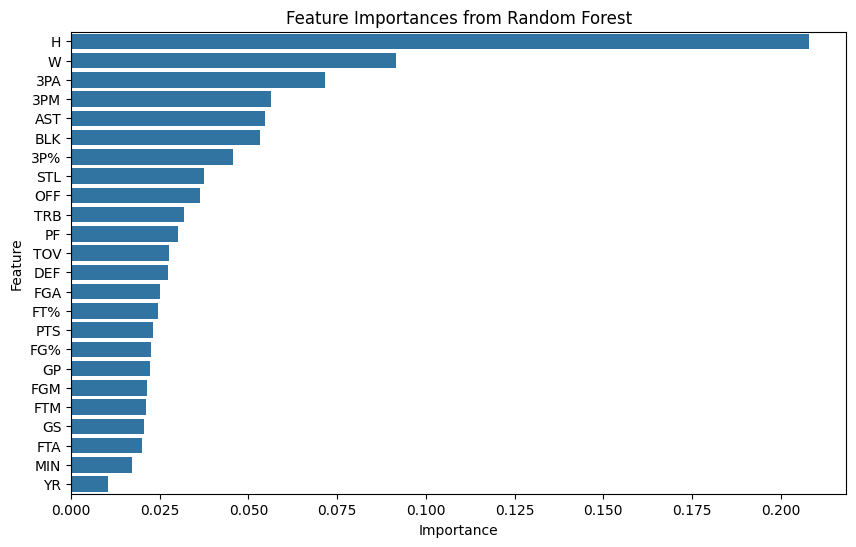 Feature Importances from Random Forest
H
W
3PA
3PM
AST
BLK
3P%
STL
OFF
TRB
PF
TOV
DEF
FGA
FT%
PTS
FG%
GP
FGM
FTM
GS
FTA
MIN
YR
Feature
0.000 0.025 0.050 0.075 0.100 0.125 0.150 0.175 0.200
Importance